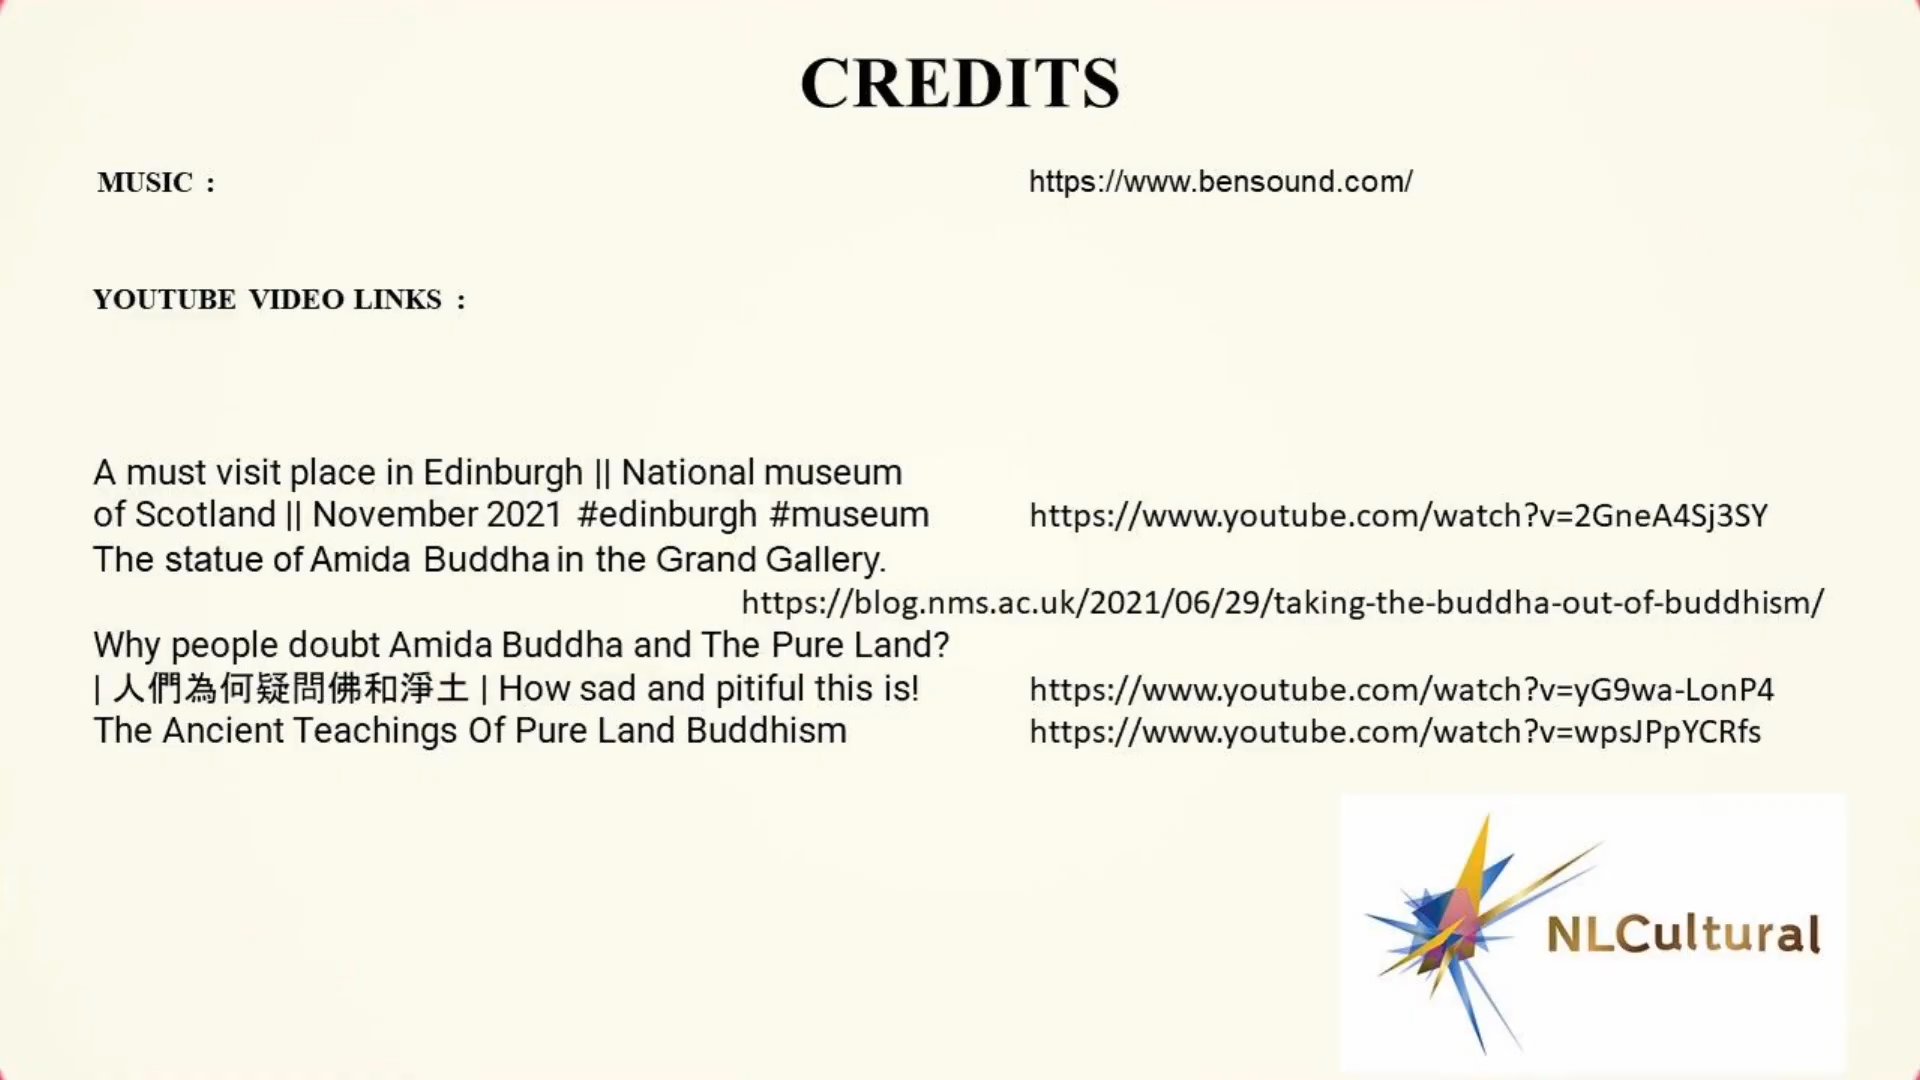 CREDITS
MUSIC :
https://www.bensound.com/
YOUTUBE VIDEO LINKS :
A must visit place in Edinburgh || National museum
of Scotland || November 2021 #edinburgh #museum
https://www.youtube.com/watch?v=2GneA4Sj3SY
The statue of Amida Buddha in the Grand Gallery.
https://blog.nms.ac.uk/2021/06/29/taking-the-buddha-out-of-buddhism/
Why people doubt Amida Buddha and The Pure Land?
| 人們為何疑問佛和淨土 | How sad and pitiful this is!
https://www.youtube.com/watch?v=yG9wa-LonP4
The Ancient Teachings Of Pure Land Buddhism
https://www.youtube.com/watch?v=wpsJPpYCRfs
NLCultural